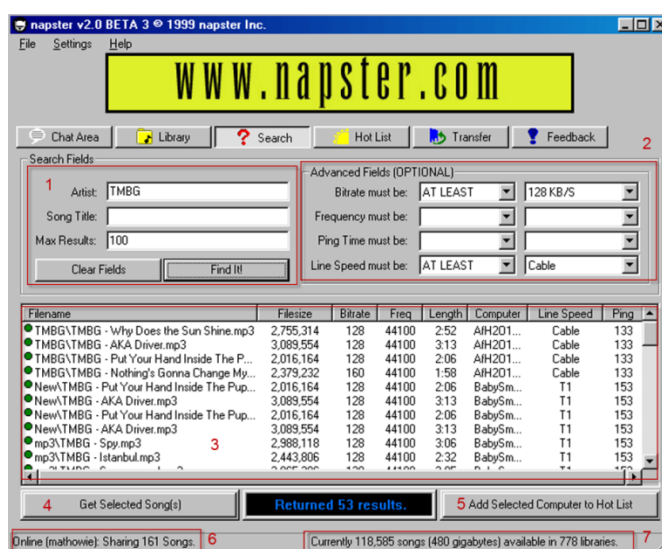 napster v2.0 BETA 3 © 1999 napster Inc.
File Settings Help
www.napster.com
Chat Area Library Search Hot List Transfer Feedback
2
Search Fields
1
Artist: TMBG
Song Title:
Max Results: 100
Clear Fields Find It!
Advanced Fields (OPTIONAL)
Bitrate must be: AT LEAST 128 KB/S
Frequency must be:
Ping Time must be:
Line Speed must be: AT LEAST Cable
Filename Filesize Bitrate Freq Length Computer Line Speed Ping
TMBG\TMBG - Why Does the Sun Shine.mp3 2,755,314 128 44100 2:52 AfH201... Cable 133
TMBG\TMBG - AKA Driver.mp3 3,089,554 128 44100 3:13 AfH201... Cable 133
TMBG\TMBG - Put Your Hand Inside The P... 2,016,164 128 44100 2:06 AfH201... Cable 133
TMBG\TMBG - Nothing's Gonna Change My... 2,379,232 160 44100 1:58 AfH201... Cable 133
New\TMBG - Put Your Hand Inside The Pup... 2,016,164 128 44100 2:06 BabySm... T1 153
New\TMBG - AKA Driver.mp3 3,089,554 128 44100 3:13 BabySm... T1 153
New\TMBG - Put Your Hand Inside The Pup... 2,016,164 128 44100 2:06 BabySm... T1 153
New\TMBG - AKA Driver.mp3 3,089,554 128 44100 3:13 BabySm... T1 153
mp3\TMBG - Spy.mp3 2,988,118 128 44100 3:06 BabySm... T1 153
3
mp3\TMBG - Istanbul.mp3 2,443,806 128 44100 2:32 BabySm... T1 153
4 Get Selected Song(s) Returned 53 results. 5 Add Selected Computer to Hot List
Online (mathowie): Sharing 161 Songs. 6 Currently 118,585 songs (480 gigabytes) available in 778 libraries. 7